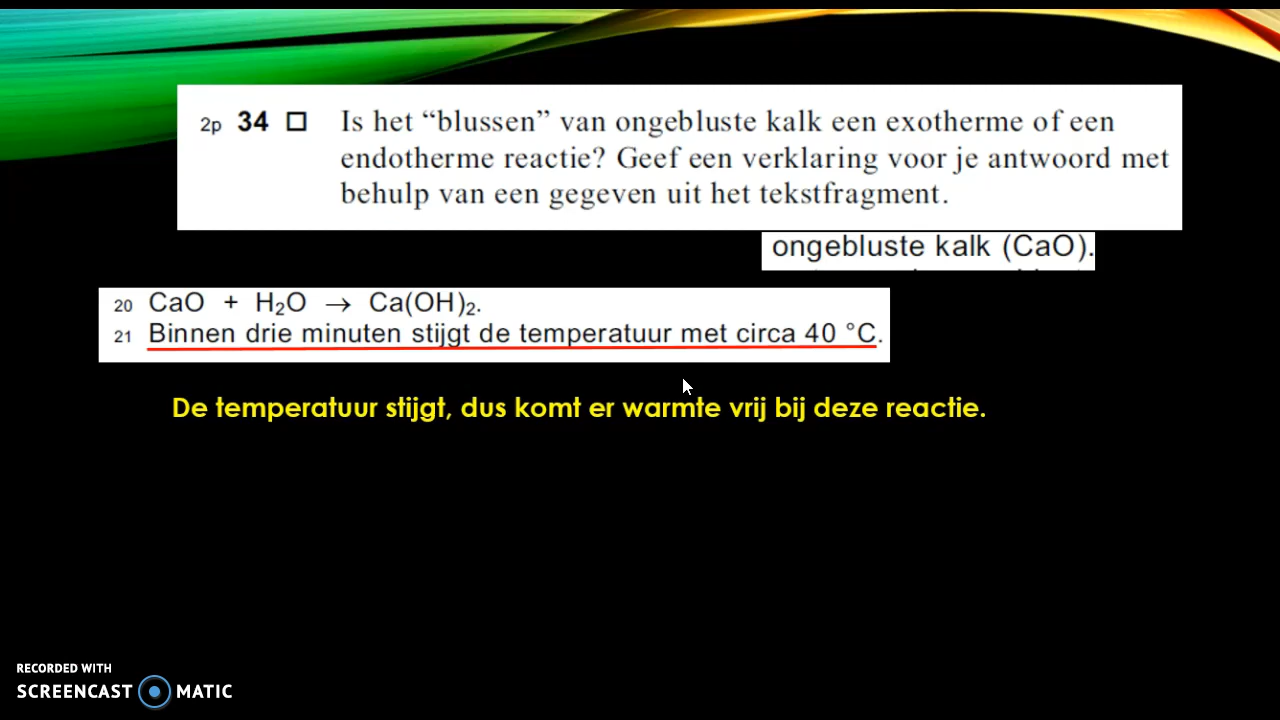 2p 34 □ Is het “blussen” van ongebluste kalk een exotherme of een
endotherme reactie? Geef een verklaring voor je antwoord met
behulp van een gegeven uit het tekstfragment.
ongebluste kalk (CaO).
20 CaO + H₂O → Ca(OH)₂.
21 Binnen drie minuten stijgt de temperatuur met circa 40 °C.
De temperatuur stijgt, dus komt er warmte vrij bij deze reactie.
RECORDED WITH
SCREENCAST MATIC